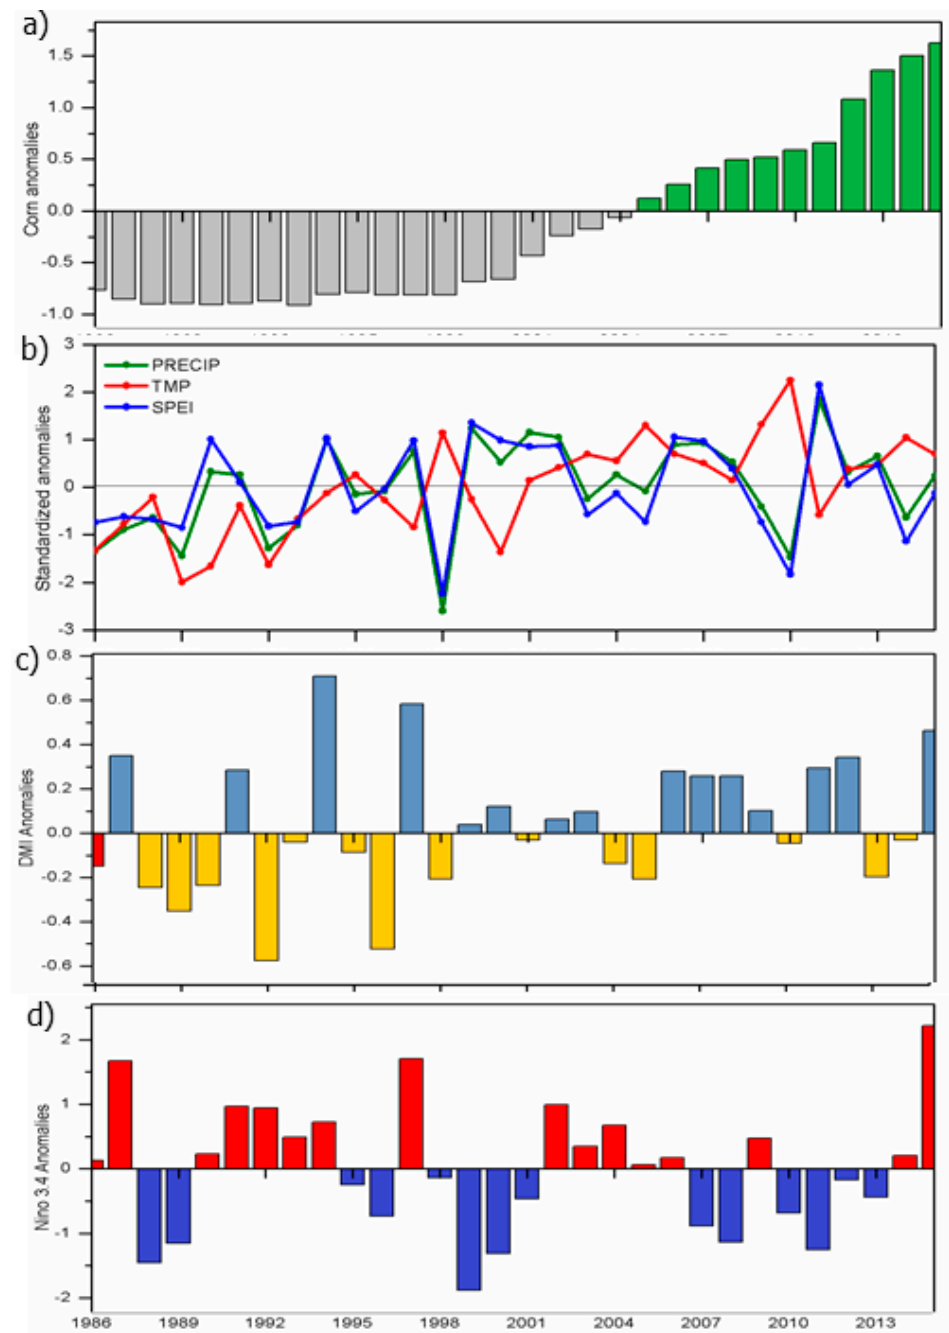 a)
Corn anomalies
1.5
1.0
0.5
0.0
-0.5
-1.0
b)
Standardized anomalies
3
2
1
0
-1
-2
-3
PRECIP
TMP
SPEI
c)
DMI Anomalies
0.8
0.6
0.4
0.2
0.0
-0.2
-0.4
-0.6
d)
Nino 3.4 Anomalies
2
1
0
-1
-2
1986 1989 1992 1995 1998 2001 2004 2007 2010 2013